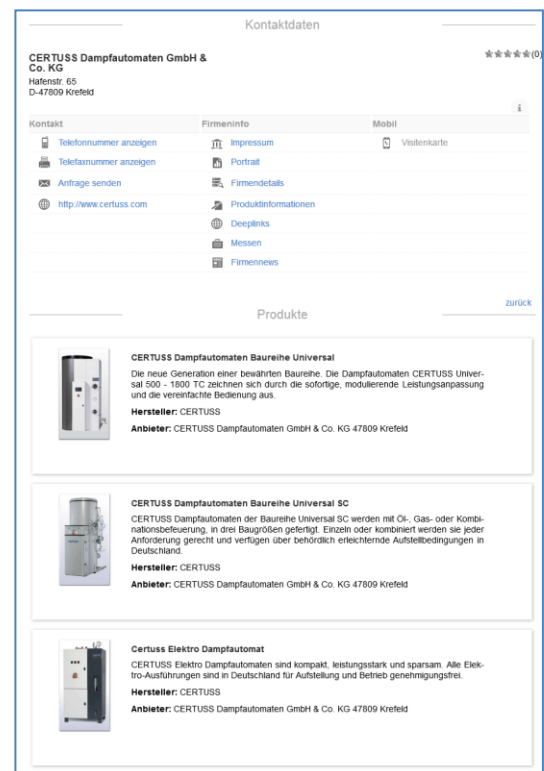 Kontaktdaten
CERTUSS Dampfautomaten GmbH &
Co. KG
(0)
Hafenstr. 65
D-47809 Krefeld
i
Kontakt Firmeninfo Mobil
Telefonnummer anzeigen Impressum Visitenkarte
Telefaxnummer anzeigen Portrait
Anfrage senden Firmendetails
http://www.certuss.com Produktinformationen
Deeplinks
Messen
Firmennews
zurück
Produkte
CERTUSS Dampfautomaten Baureihe Universal
Die neue Generation einer bewährten Baureihe. Die Dampfautomaten CERTUSS Univer-
sal 500 - 1800 TC zeichnen sich durch die sofortige, modulierende Leistungsanpassung
und die vereinfachte Bedienung aus.
Hersteller: CERTUSS
Anbieter: CERTUSS Dampfautomaten GmbH & Co. KG 47809 Krefeld
CERTUSS Dampfautomaten Baureihe Universal SC
CERTUSS Dampfautomaten der Baureihe Universal SC werden mit Öl-, Gas- oder Kombi-
nationsbefeuerung, in drei Baugrößen gefertigt. Einzeln oder kombiniert werden sie jeder
Anforderung gerecht und verfügen über behördlich erleichternde Aufstellbedingungen in
Deutschland.
Hersteller: CERTUSS
Anbieter: CERTUSS Dampfautomaten GmbH & Co. KG 47809 Krefeld
Certuss Elektro Dampfautomat
CERTUSS Elektro Dampfautomaten sind kompakt, leistungsstark und sparsam. Alle Elek-
tro-Ausführungen sind in Deutschland für Aufstellung und Betrieb genehmigungsfrei.
Hersteller: CERTUSS
Anbieter: CERTUSS Dampfautomaten GmbH & Co. KG 47809 Krefeld